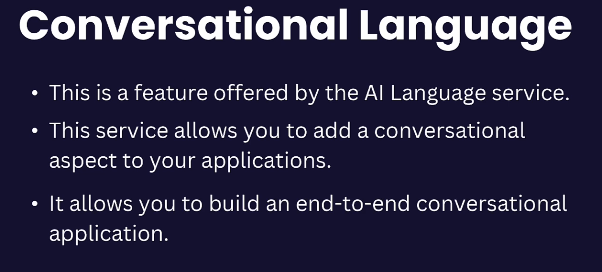 Conversational Language
• This is a feature offered by the AI Language service.
• This service allows you to add a conversational
aspect to your applications.
• It allows you to build an end-to-end conversational
application.